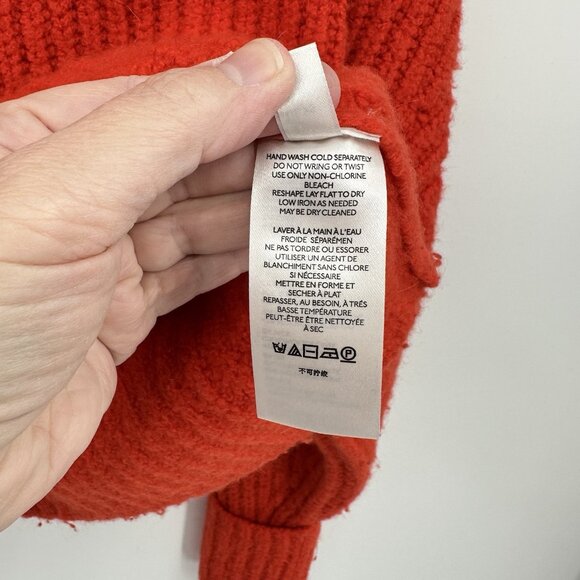 HAND WASH COLD SEPARATELY
DO NOT WRING OR TWIST
USE ONLY NON-CHLORINE
BLEACH
RESHAPE LAY FLAT TO DRY
LOW IRON AS NEEDED
MAY BE DRY CLEANED
LAVER À LA MAIN À L'EAU
FROIDE SÉPARÉMEN
NE PAS TORDRE OU ESSORER
UTILISER UN AGENT DE
BLANCHIMENT SANS CHLORE
SI NÉCESSAIRE
METTRE EN FORME ET
SECHER À PLAT
REPASSER, AU BESOIN, À TRÉS
BASSE TEMPÉRATURE
PEUT-ÊTRE ÊTRE NETTOYÉE
À SEC
P
不可拧绞